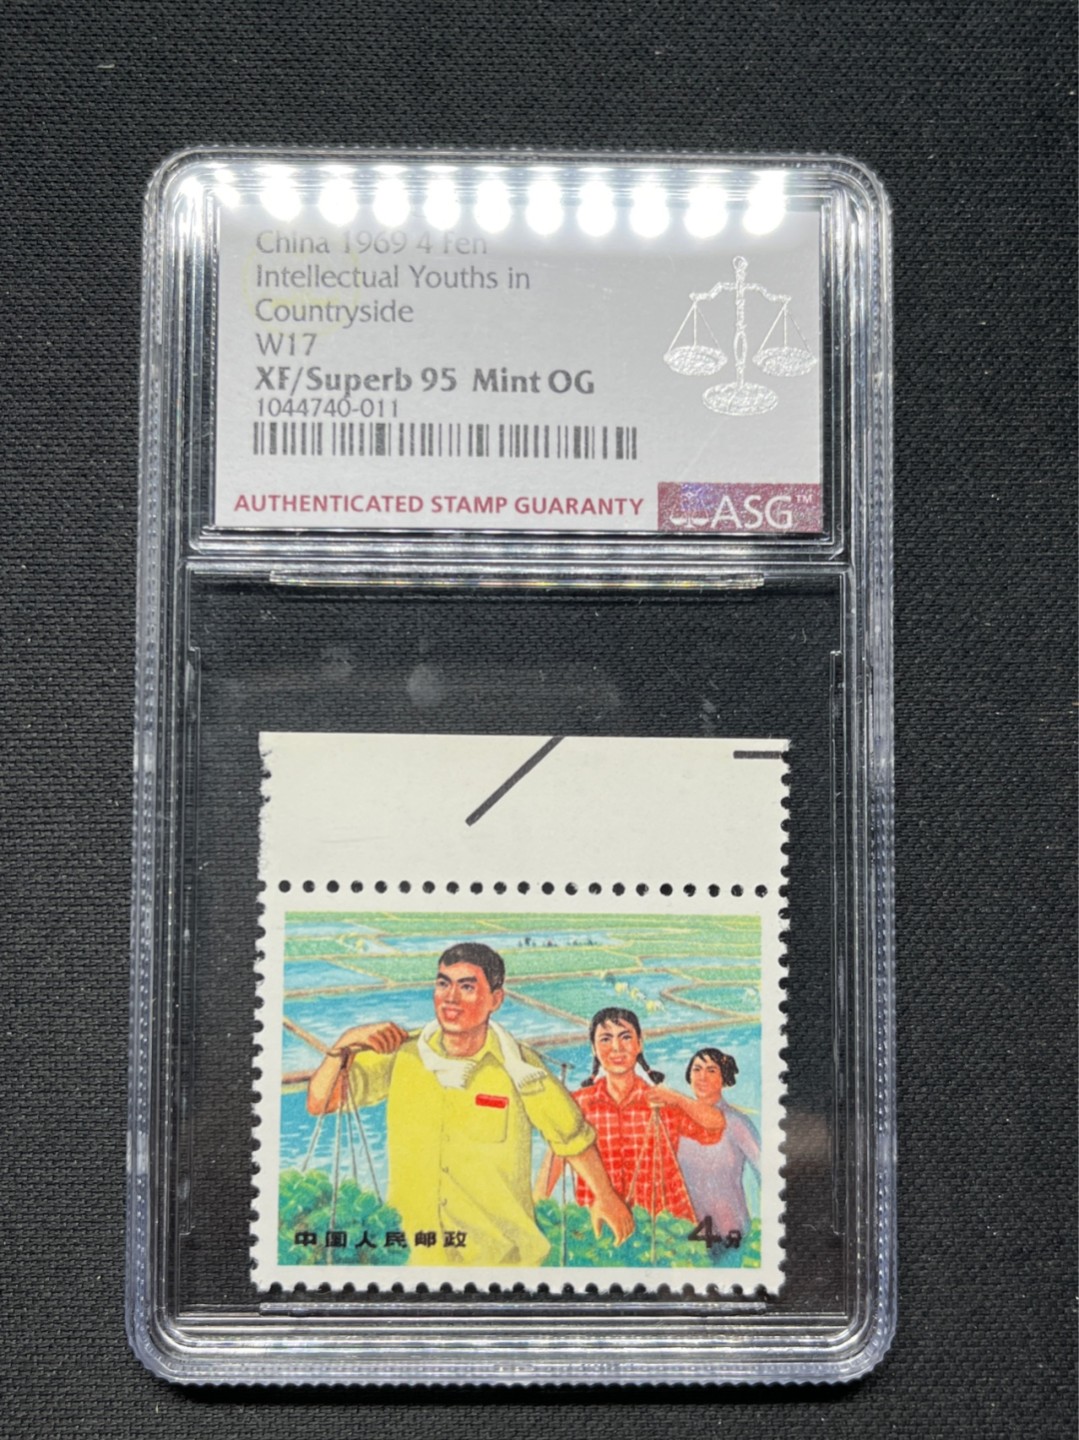 China 1969 4 Fen
Intellectual Youths in
Countryside
W17
XF/Superb 95 Mint OG
1044740-011
AUTHENTICATED STAMP GUARANTY
ASG™
中国人民邮政
4分